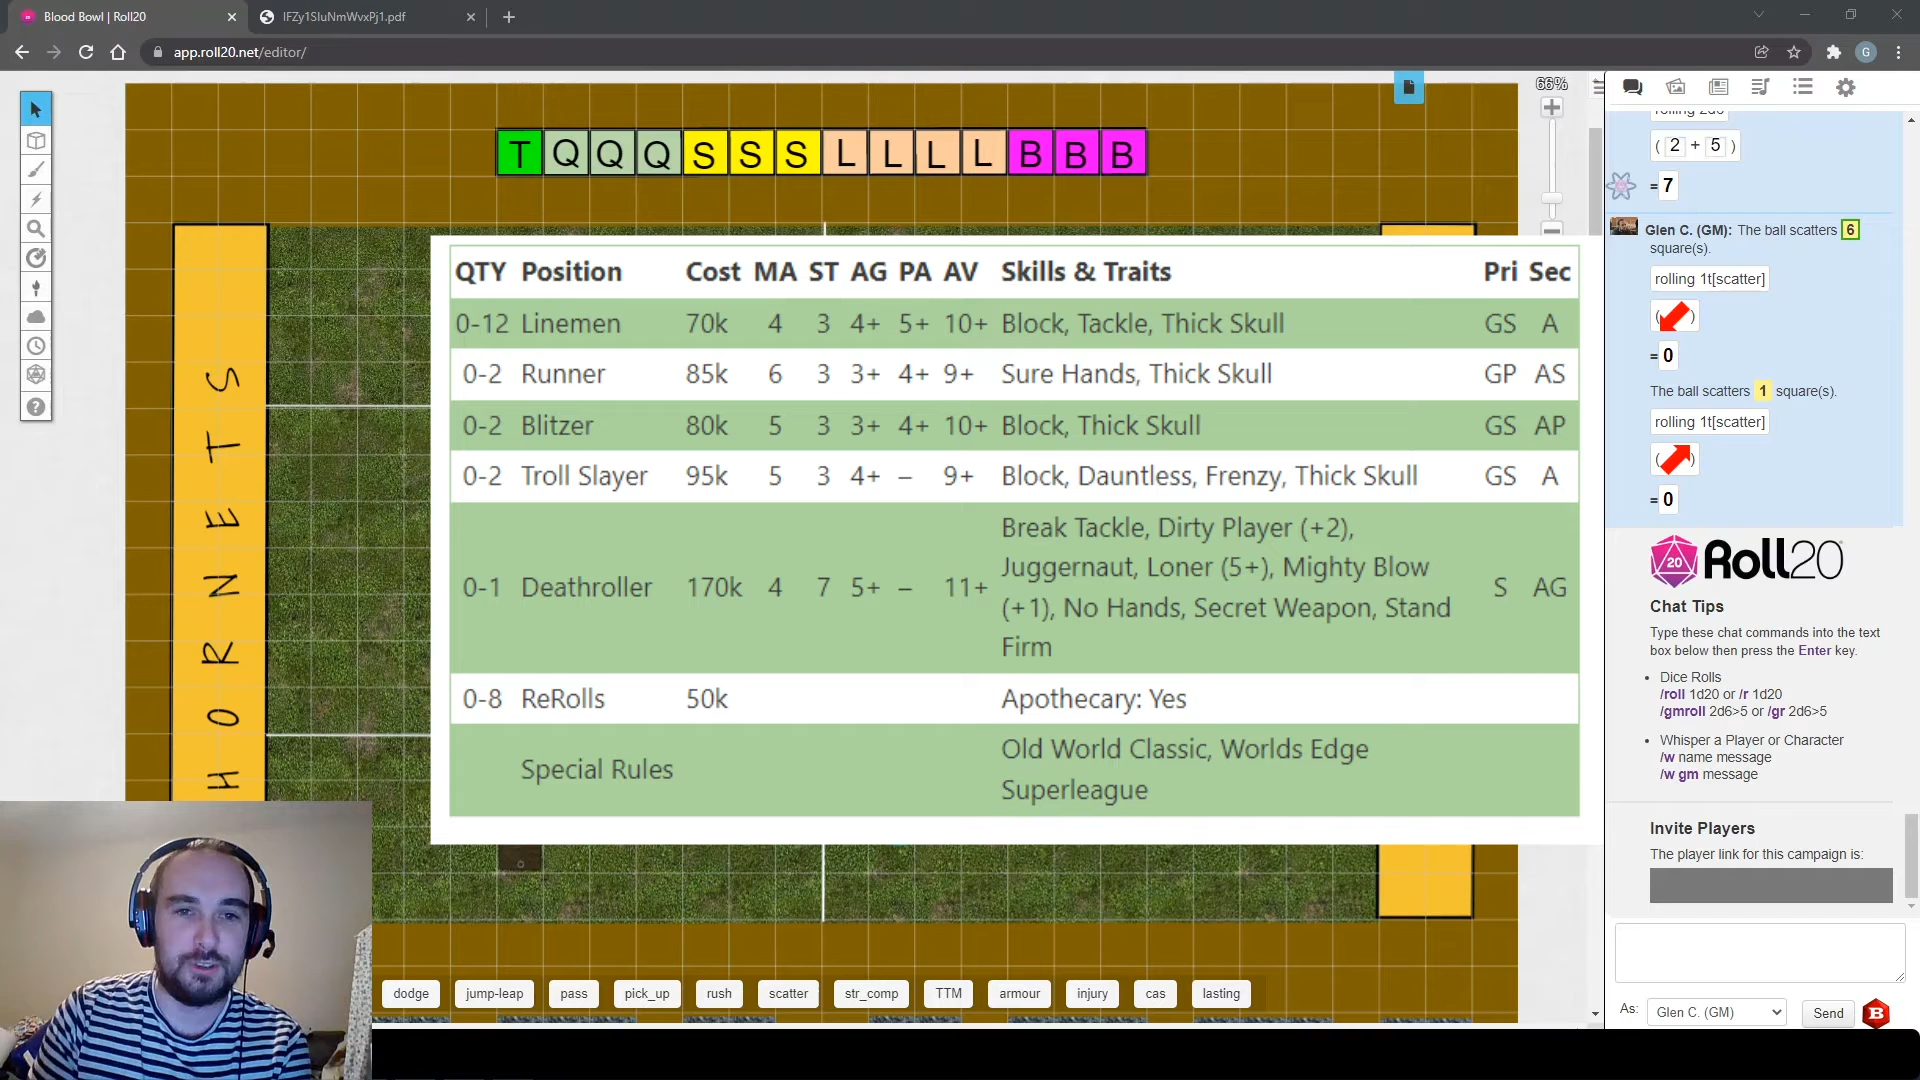 Blood Bowl | Roll20
IFZy1SIuNmWvxPj1.pdf
app.roll20.net/editor/
G
66%
T Q Q Q S S S L L L L B B B
HORNETS
QTY Position Cost MA ST AG PA AV Skills & Traits Pri Sec
0-12 Linemen 70k 4 3 4+ 5+ 10+ Block, Tackle, Thick Skull GS A
0-2 Runner 85k 6 3 3+ 4+ 9+ Sure Hands, Thick Skull GP AS
0-2 Blitzer 80k 5 3 3+ 4+ 10+ Block, Thick Skull GS AP
0-2 Troll Slayer 95k 5 3 4+ – 9+ Block, Dauntless, Frenzy, Thick Skull GS A
0-1 Deathroller 170k 4 7 5+ – 11+ Break Tackle, Dirty Player (+2),
Juggernaut, Loner (5+), Mighty Blow
(+1), No Hands, Secret Weapon, Stand
Firm S AG
0-8 ReRolls 50k Apothecary: Yes
Special Rules Old World Classic, Worlds Edge
Superleague
dodge jump-leap pass pick_up rush scatter str_comp TTM armour injury cas lasting
rolling 2d6
( 2 + 5 )
= 7
Glen C. (GM): The ball scatters 6
square(s).
rolling 1t[scatter]
( )
= 0
The ball scatters 1 square(s).
rolling 1t[scatter]
( )
= 0
20
Roll20
Chat Tips
Type these chat commands into the text
box below then press the Enter key.
• Dice Rolls
/roll 1d20 or /r 1d20
/gmroll 2d6>5 or /gr 2d6>5
• Whisper a Player or Character
/w name message
/w gm message
Invite Players
The player link for this campaign is:
As: Glen C. (GM) Send B